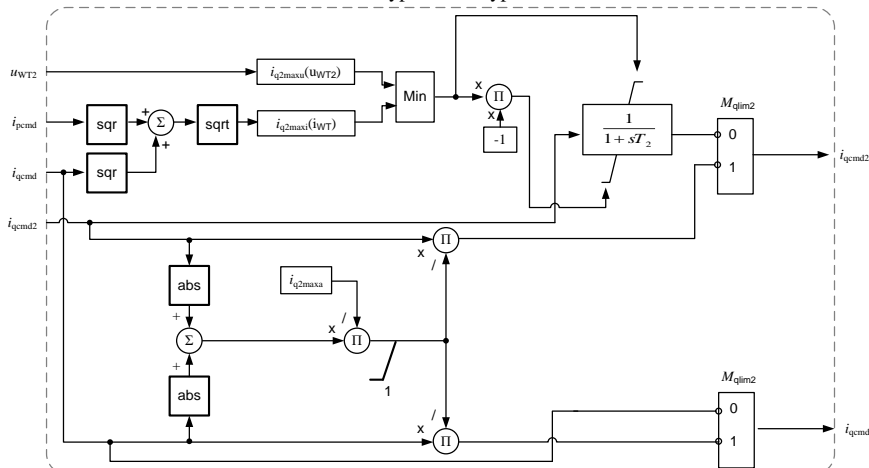 u_WT2
i_q2maxu(u_WT2)
Min
x
Π
x
-1
i_pcmd
sqr
+
Σ
+
sqrt
i_q2maxi(i_WT)
i_qcmd
sqr
1
1 + sT_2
M_qlim2
0
1
i_qcmd2
i_qcmd2
x
Π
/
abs
i_q2maxa
+
Σ
+
x
/
Π
1
abs
M_qlim2
0
1
i_qcmd
/
x
Π